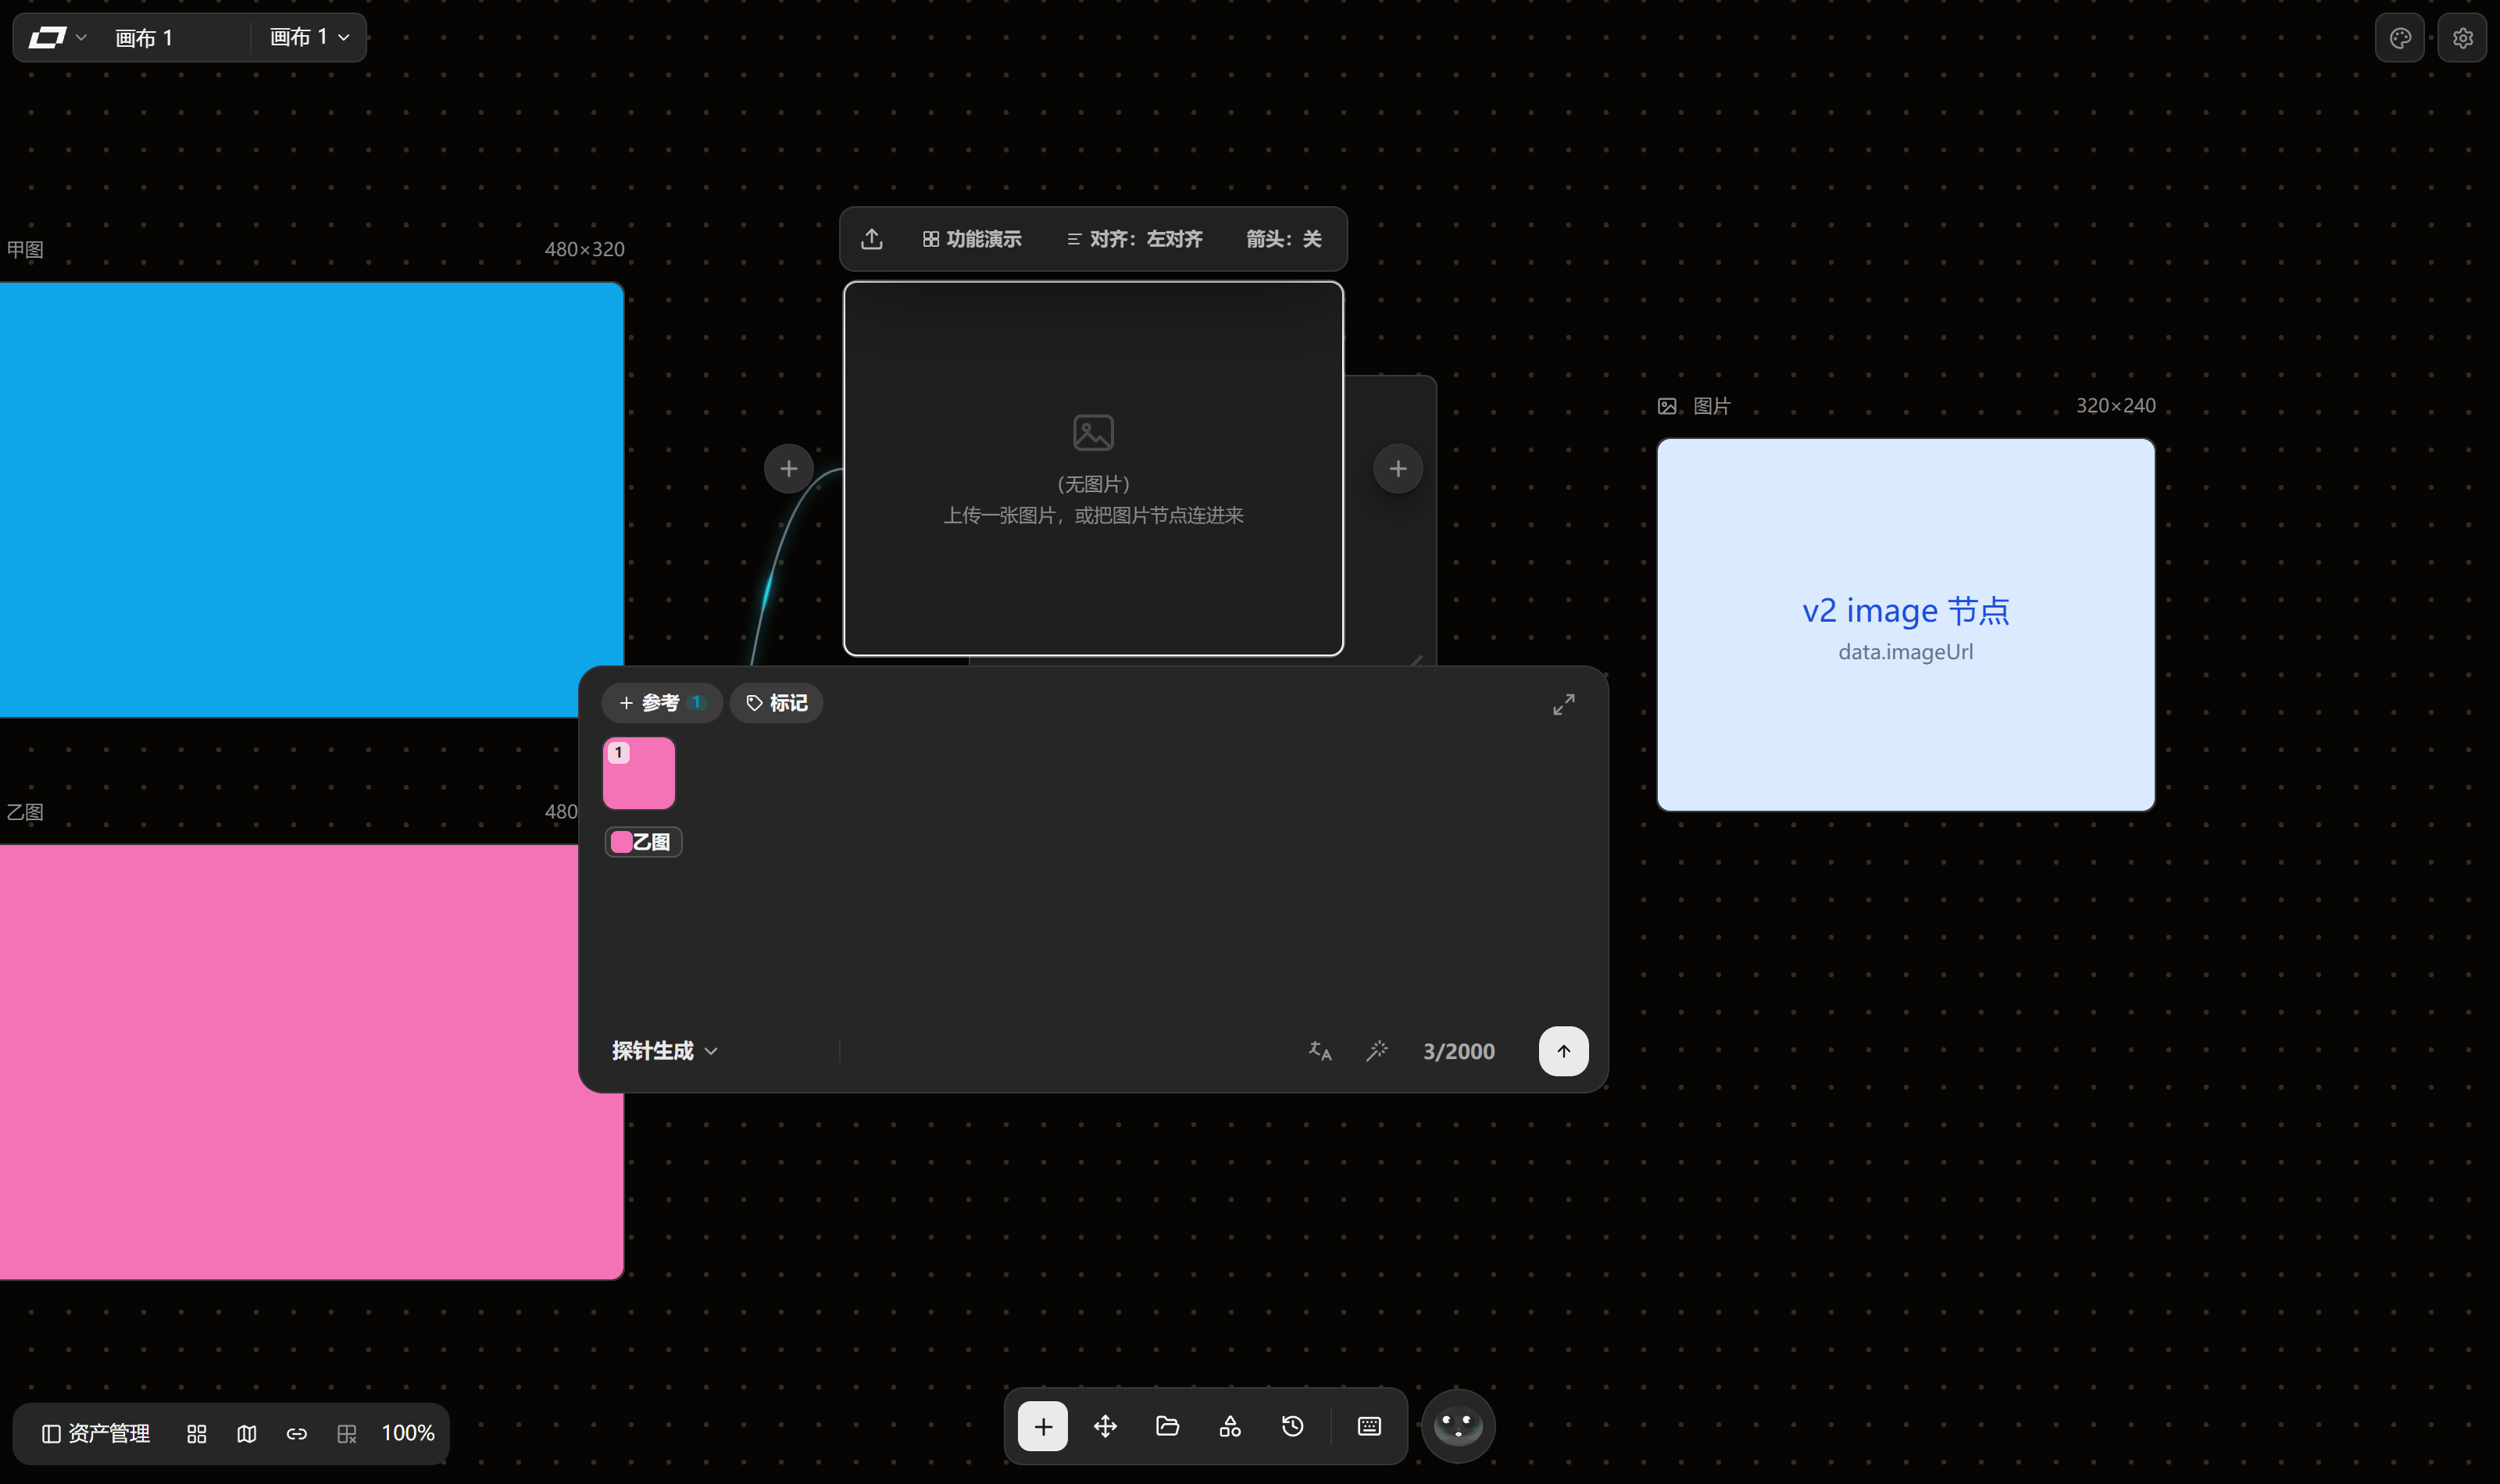 画布 1
画布 1
甲图
480×320
功能演示
对齐：左对齐
箭头：关
(无图片)
上传一张图片，或把图片节点连进来
图片
320×240
v2 image 节点
data.imageUrl
参考 1
标记
1
乙图
480
乙图
探针生成
3/2000
资产管理
100%